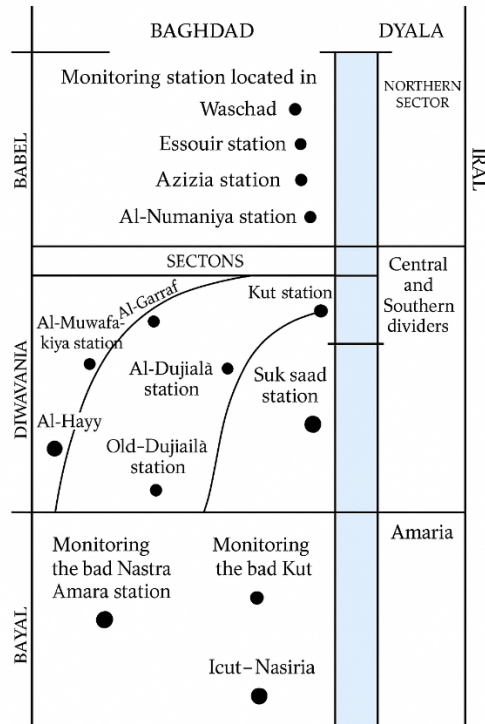 BAGHDAD
DYALA
Monitoring station located in
Waschad
Essouir station
Azizia station
Al-Numaniya station
NORTHERN
SECTOR
BABEL
IRAL
SECTONS
Al-Garraf
Kut station
Central
and
Southern
dividers
Al-Muwafa-
kiya station
Al-Dujialà
station
Suk saad
station
Al-Hayy
Old-Dujiailà
station
DIWAVANIA
Monitoring
the bad Nastra
Amara station
Monitoring
the bad Kut
Amaria
Icut-Nasiria
BAYAL